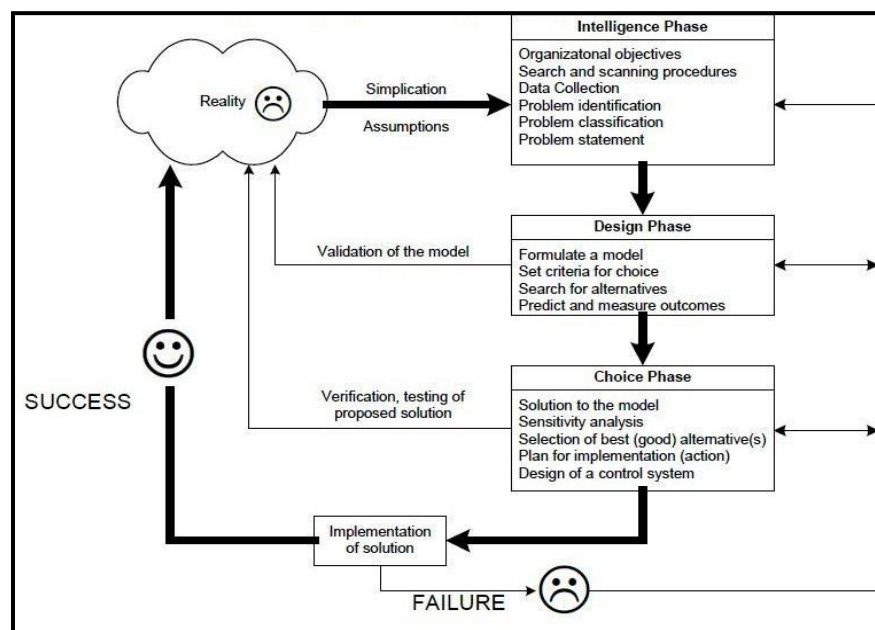 Intelligence Phase
Organizatonal objectives
Search and scanning procedures
Data Collection
Problem identification
Problem classification
Problem statement
Reality
Simplication
Assumptions
Design Phase
Formulate a model
Set criteria for choice
Search for alternatives
Predict and measure outcomes
Validation of the model
Choice Phase
Solution to the model
Sensitivity analysis
Selection of best (good) alternative(s)
Plan for implementation (action)
Design of a control system
Verification, testing of
proposed solution
SUCCESS
Implementation
of solution
FAILURE